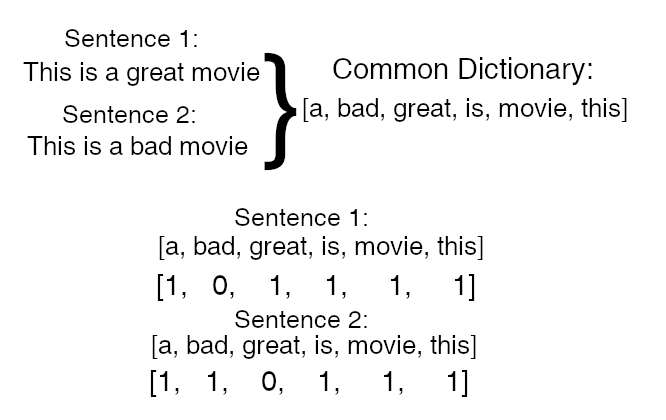 Sentence 1:
This is a great movie
Sentence 2:
This is a bad movie
}
Common Dictionary:
[a, bad, great, is, movie, this]
Sentence 1:
[a, bad, great, is, movie, this]
[1, 0, 1, 1, 1, 1]
Sentence 2:
[a, bad, great, is, movie, this]
[1, 1, 0, 1, 1, 1]